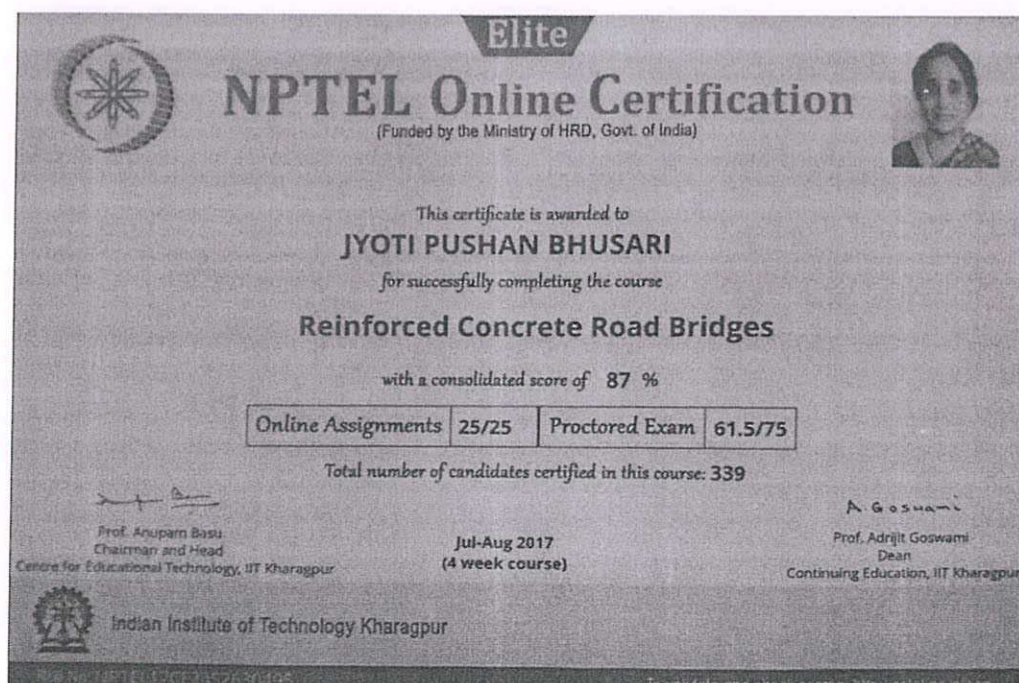 Elite
NPTEL Online Certification
(Funded by the Ministry of HRD, Govt. of India)
This certificate is awarded to
JYOTI PUSHAN BHUSARI
for successfully completing the course
Reinforced Concrete Road Bridges
with a consolidated score of 87 %
Online Assignments 25/25 Proctored Exam 61.5/75
Total number of candidates certified in this course: 339
Prof. Anupam Basu
Chairman and Head
Centre for Educational Technology, IIT Kharagpur
Jul-Aug 2017
(4 week course)
A. Goswami
Prof. Adrijit Goswami
Dean
Continuing Education, IIT Kharagpur
Indian Institute of Technology Kharagpur